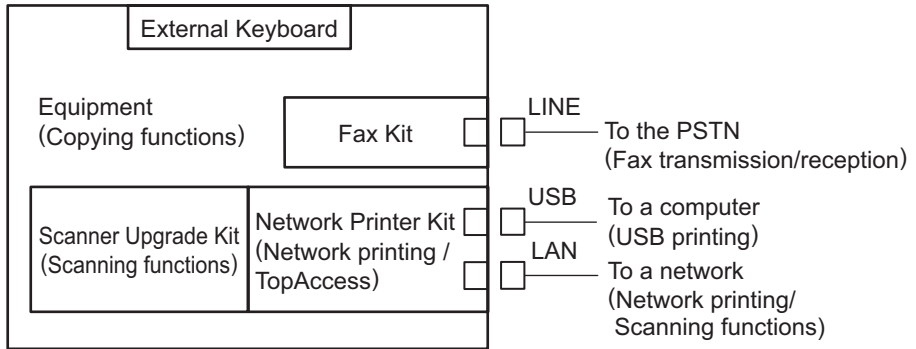 External Keyboard
Equipment
(Copying functions)
Fax Kit
LINE
To the PSTN
(Fax transmission/reception)
Scanner Upgrade Kit
(Scanning functions)
Network Printer Kit
(Network printing /
TopAccess)
USB
To a computer
(USB printing)
LAN
To a network
(Network printing/
Scanning functions)